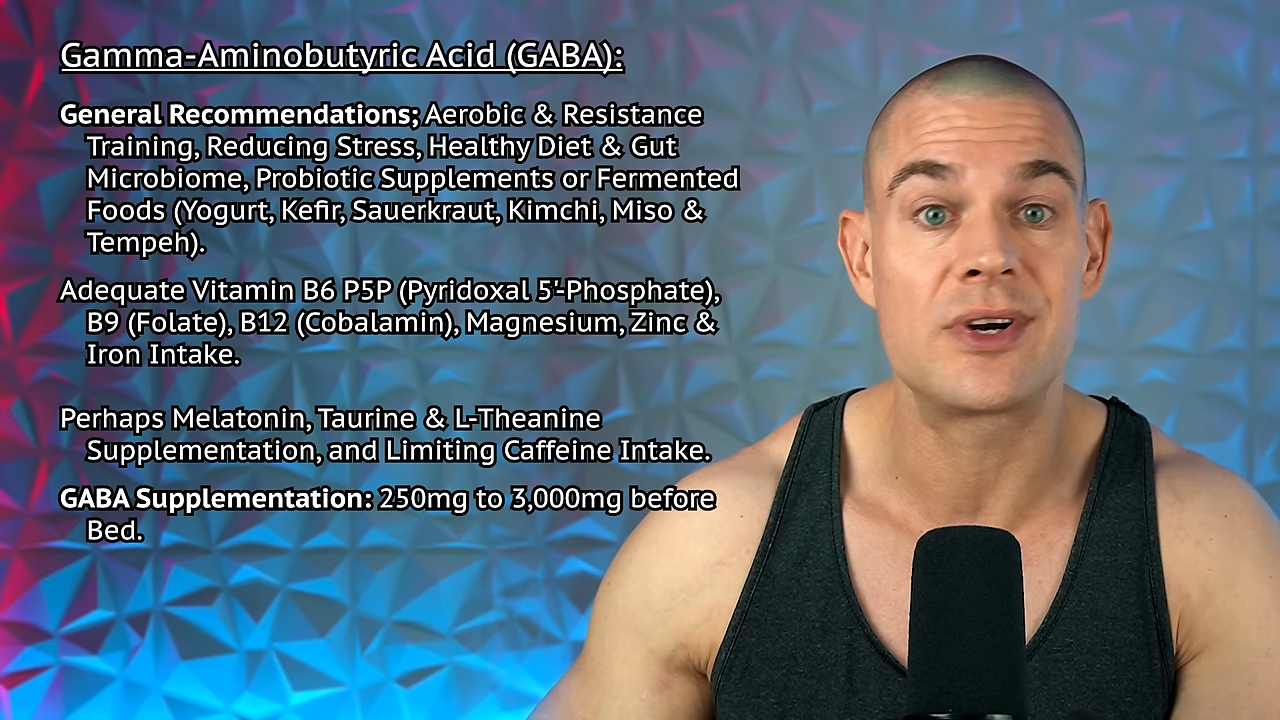 Gamma-Aminobutyric Acid (GABA):
General Recommendations; Aerobic & Resistance
Training, Reducing Stress, Healthy Diet & Gut
Microbiome, Probiotic Supplements or Fermented
Foods (Yogurt, Kefir, Sauerkraut, Kimchi, Miso &
Tempeh).
Adequate Vitamin B6 P5P (Pyridoxal 5'-Phosphate),
B9 (Folate), B12 (Cobalamin), Magnesium, Zinc &
Iron Intake.
Perhaps Melatonin, Taurine & L-Theanine
Supplementation, and Limiting Caffeine Intake.
GABA Supplementation: 250mg to 3,000mg before
Bed.